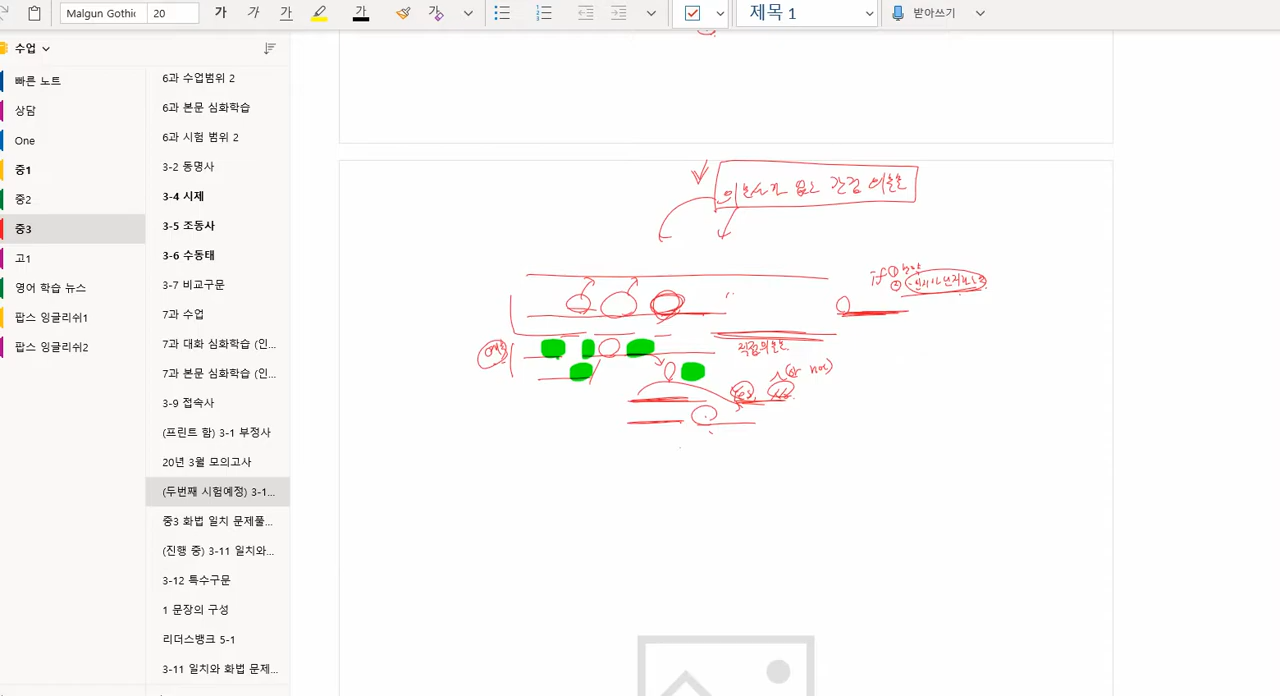 Malgun Gothic 20 가 가 가 가 가 제목 1 받아쓰기
수업
빠른 노트
상담
One
중1
중2
중3
고1
영어 학습 뉴스
팝스 잉글리쉬1
팝스 잉글리쉬2
6과 수업범위 2
6과 본문 심화학습
6과 시험 범위 2
3-2 동명사
3-4 시제
3-5 조동사
3-6 수동태
3-7 비교구문
7과 수업
7과 대화 심화학습 (인...
7과 본문 심화학습 (인...
3-9 접속사
(프린트 함) 3-1 부정사
20년 3월 모의고사
(두번째 시험예정) 3-1...
중3 화법 일치 문제풀...
(진행 중) 3-11 일치와...
3-12 특수구문
1 문장의 구성
리더스뱅크 5-1
3-11 일치와 화법 문제...
의문사가 없는 간접 의문문
if ①
②
직접의문문
Yes